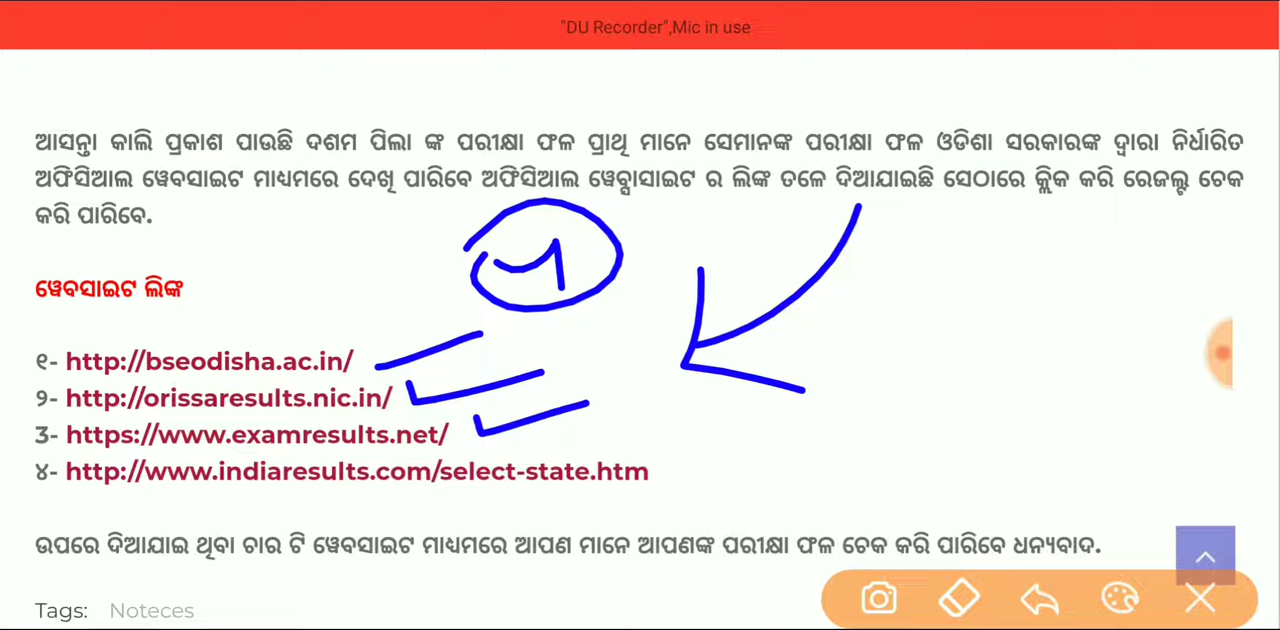 "DU Recorder",Mic in use
ଆସନ୍ତା କାଲି ପ୍ରକାଶ ପାଉଛି ଦଶମ ପିଲା ଙ୍କ ପରୀକ୍ଷା ଫଳ ପ୍ରାଥି ମାନେ ସେମାନଙ୍କ ପରୀକ୍ଷା ଫଳ ଓଡିଶା ସରକାରଙ୍କ ଦ୍ୱାରା ନିର୍ଧାରିତ
ଅଫିସିଆଲ ୱେବସାଇଟ ମାଧ୍ୟମରେ ଦେଖି ପାରିବେ ଅଫିସିଆଲ ୱେବ୍ସାସାଇଟ ର ଲିଙ୍କ ତଳେ ଦିଆଯାଇଛି ସେଠାରେ କ୍ଲିକ କରି ରେଜଲ୍ଟ ଚେକ
କରି ପାରିବେ.
ୱେବସାଇଟ ଲିଙ୍କ
୧- http://bseodisha.ac.in/
୨- http://orissaresults.nic.in/
3- https://www.examresults.net/
୪- http://www.indiaresults.com/select-state.htm
ଉପରେ ଦିଆଯାଇ ଥିବା ଚାର ଟି ୱେବସାଇଟ ମାଧ୍ୟମରେ ଆପଣ ମାନେ ଆପଣଙ୍କ ପରୀକ୍ଷା ଫଳ ଚେକ କରି ପାରିବେ ଧନ୍ୟବାଦ.
Tags: Noteces